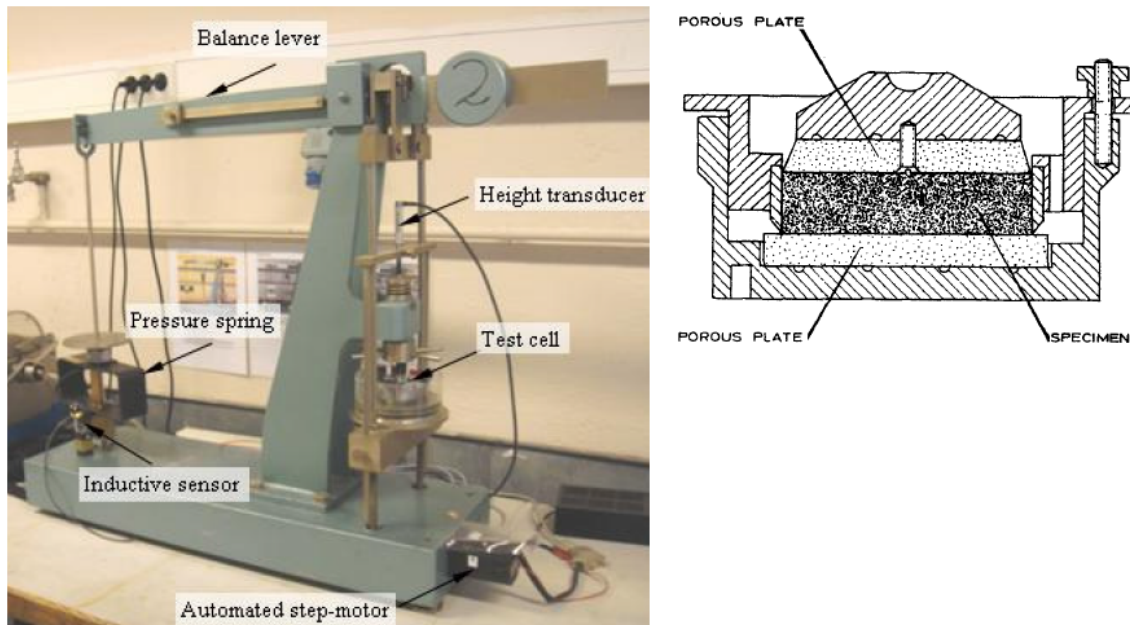 Balance lever
2
Height transducer
Pressure spring
Test cell
Inductive sensor
Automated step-motor
POROUS PLATE
POROUS PLATE
SPECIMEN